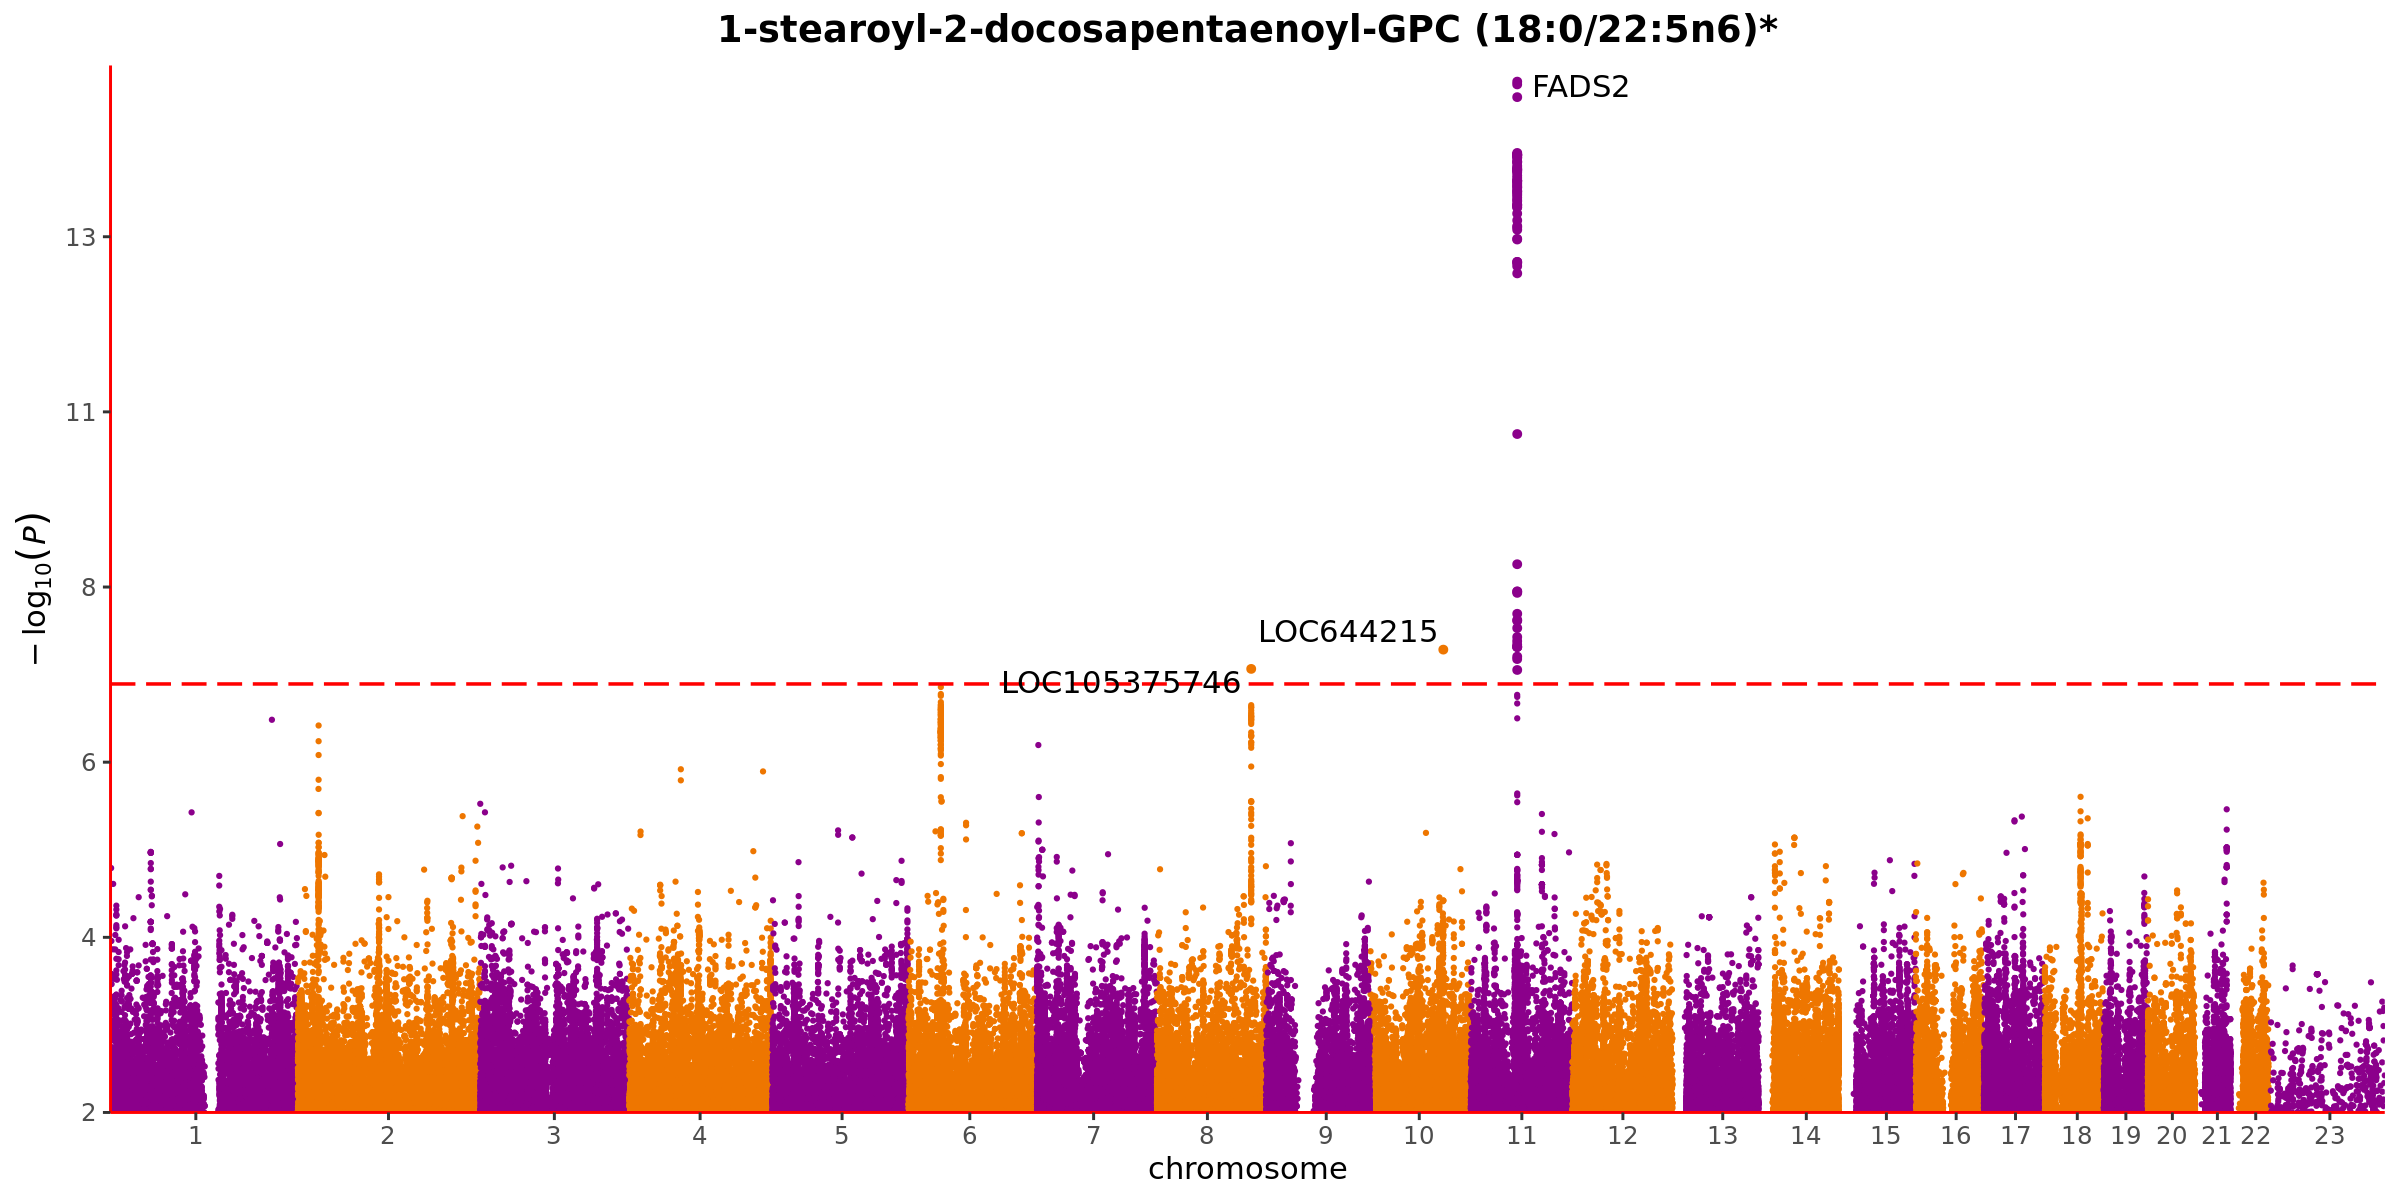 1-stearoyl-2-docosapentaenoyl-GPC (18:0/22:5n6)*
FADS2
13
11
8
LOC644215
LOC105375746
6
4
2
− log10(P)
1 2 3 4 5 6 7 8 9 10 11 12 13 14 15 16 17 18 19 20 21 22 23
chromosome